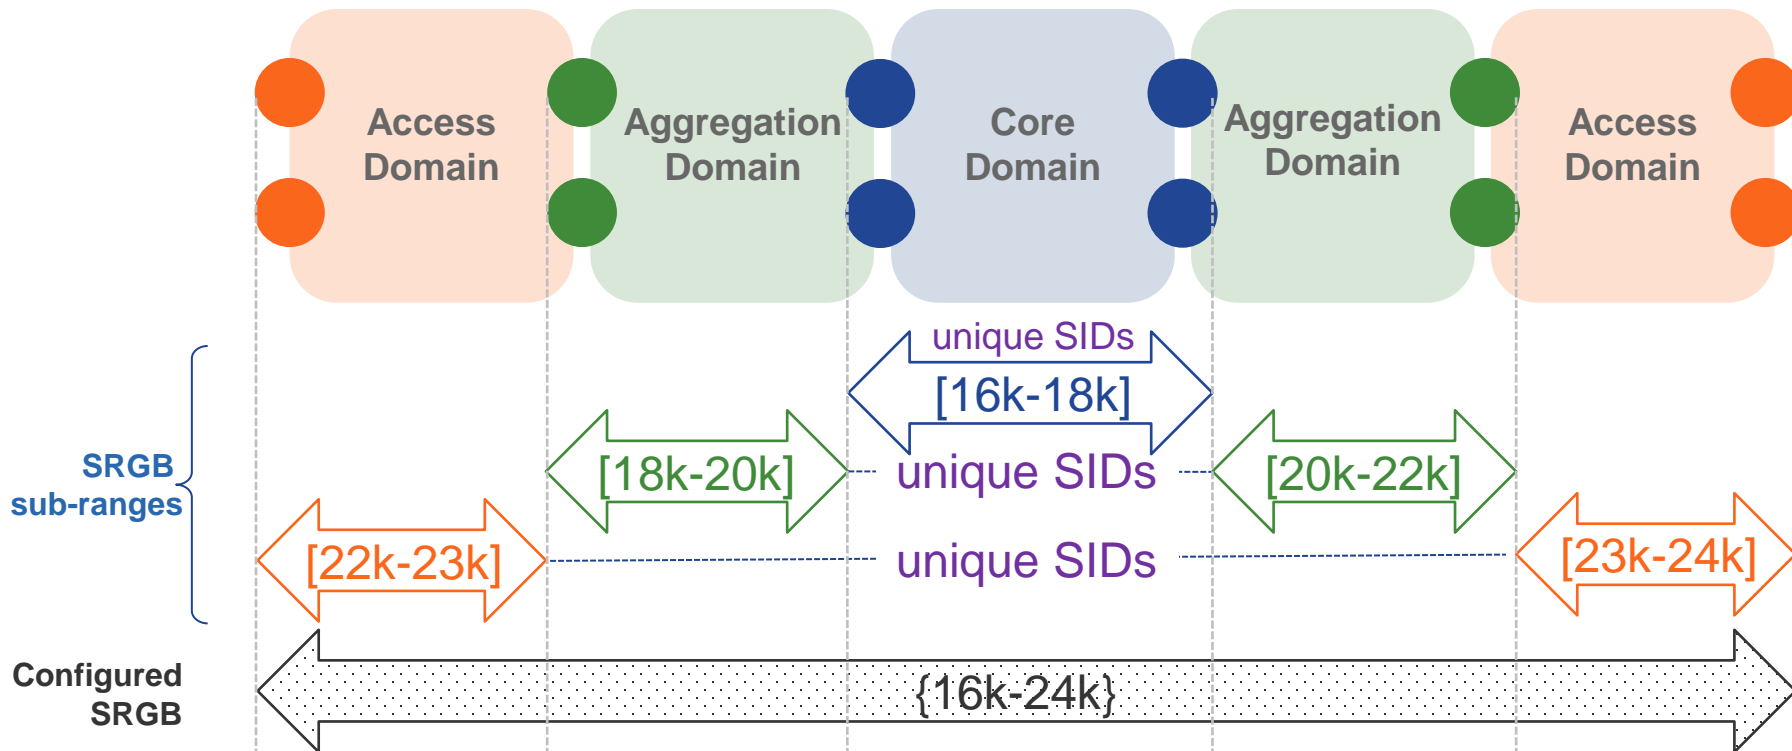 Access
Domain
Aggregation
Domain
Core
Domain
Aggregation
Domain
Access
Domain
unique SIDs
[16k-18k]
SRGB
sub-ranges
[18k-20k]
unique SIDs
[20k-22k]
[22k-23k]
unique SIDs
[23k-24k]
Configured
SRGB
{16k-24k}